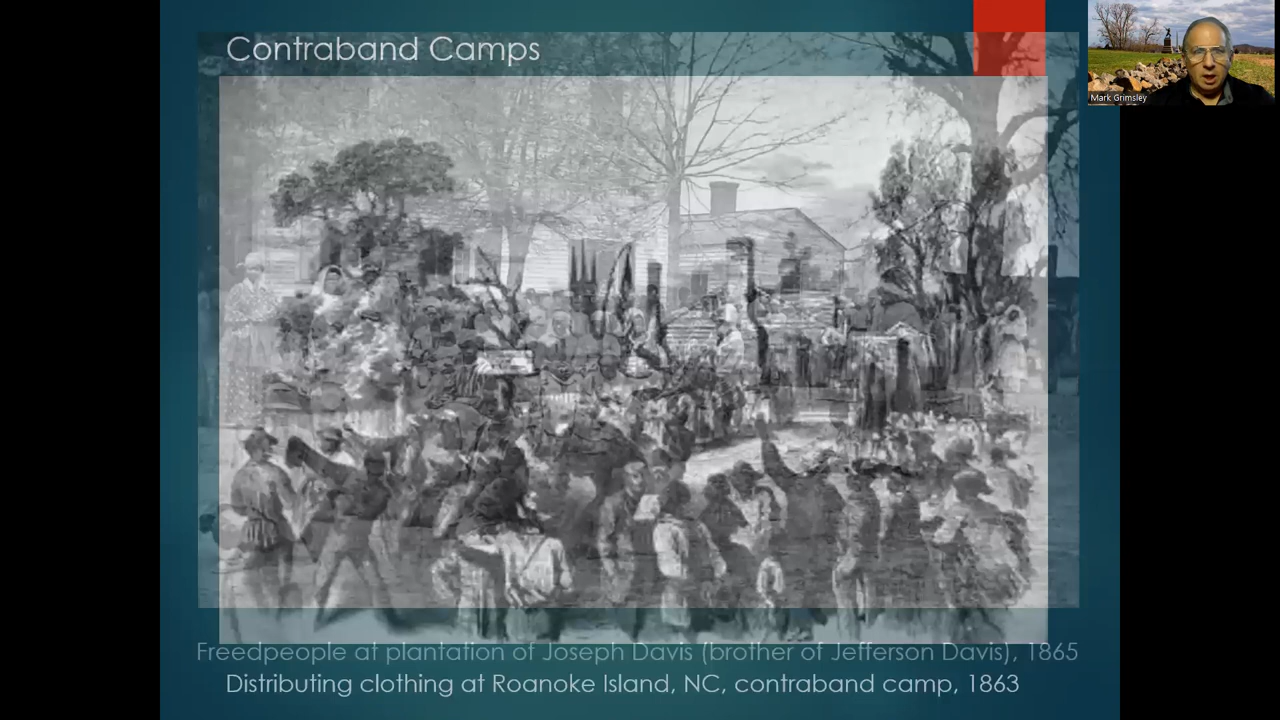 Contraband Camps
Mark Grimsley
Freedpeople at plantation of Joseph Davis (brother of Jefferson Davis), 1865
Distributing clothing at Roanoke Island, NC, contraband camp, 1863